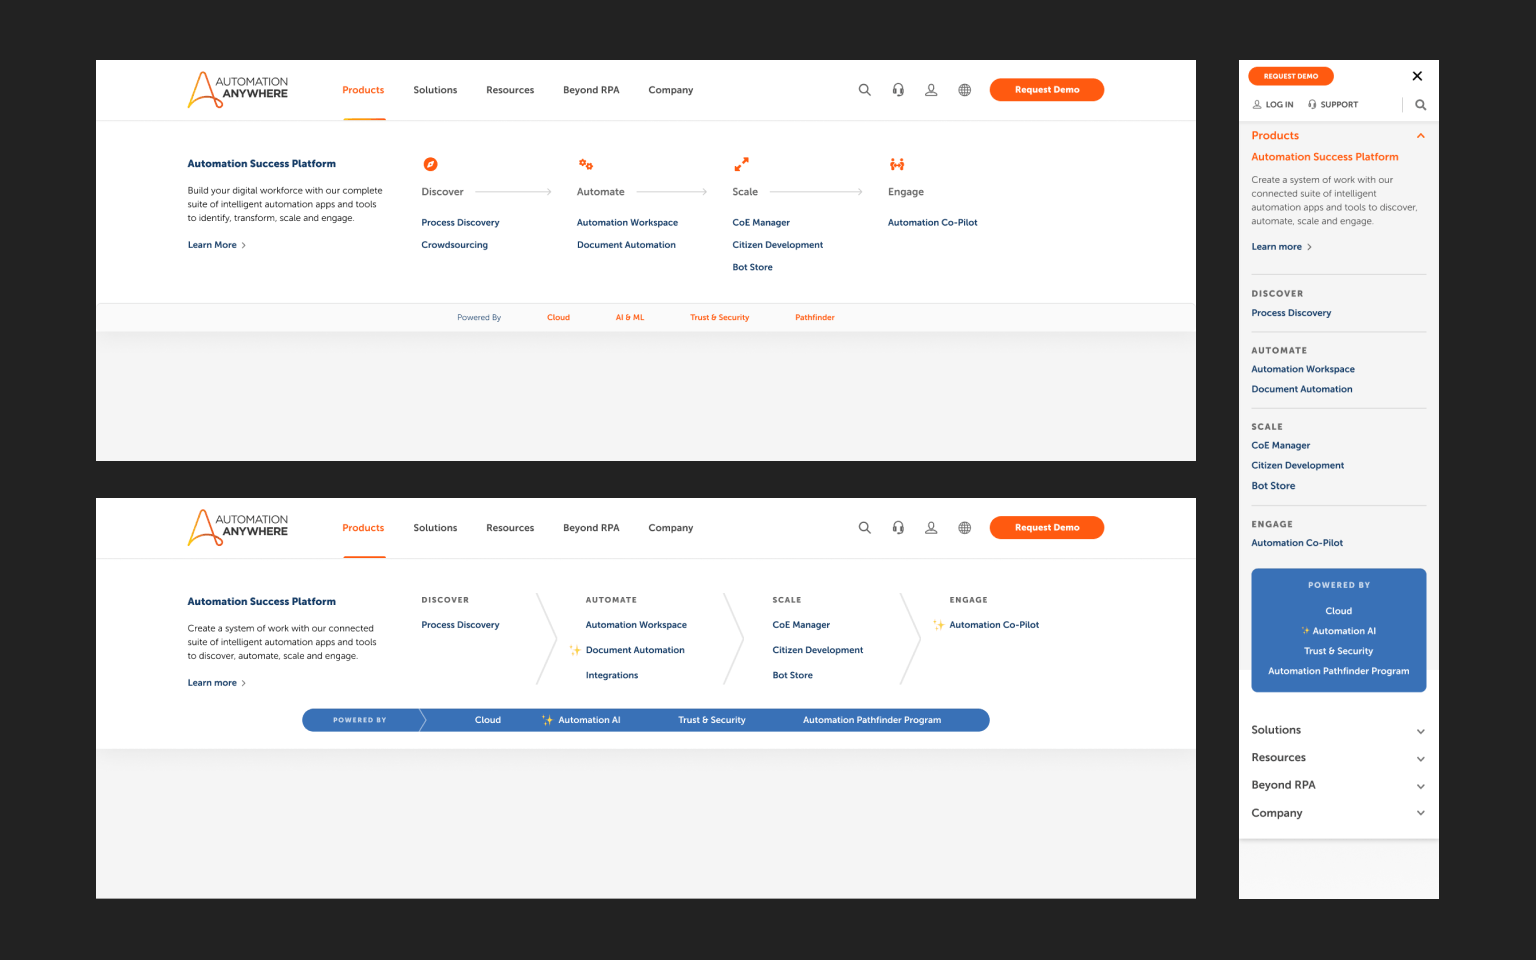 AUTOMATION
ANYWHERE
Products Solutions Resources Beyond RPA Company
Request Demo
Automation Success Platform
Build your digital workforce with our complete
suite of intelligent automation apps and tools
to identify, transform, scale and engage.
Learn More
Discover
Process Discovery
Crowdsourcing
Automate
Automation Workspace
Document Automation
Scale
CoE Manager
Citizen Development
Bot Store
Engage
Automation Co-Pilot
Powered By Cloud AI & ML Trust & Security Pathfinder
AUTOMATION
ANYWHERE
Products Solutions Resources Beyond RPA Company
Request Demo
Automation Success Platform
Create a system of work with our connected
suite of intelligent automation apps and tools
to discover, automate, scale and engage.
Learn more
DISCOVER
Process Discovery
AUTOMATE
Automation Workspace
Document Automation
Integrations
SCALE
CoE Manager
Citizen Development
Bot Store
ENGAGE
Automation Co-Pilot
POWERED BY Cloud Automation AI Trust & Security Automation Pathfinder Program
REQUEST DEMO
LOG IN SUPPORT
Products
Automation Success Platform
Create a system of work with our
connected suite of intelligent
automation apps and tools to discover,
automate, scale and engage.
Learn more
DISCOVER
Process Discovery
AUTOMATE
Automation Workspace
Document Automation
SCALE
CoE Manager
Citizen Development
Bot Store
ENGAGE
Automation Co-Pilot
POWERED BY
Cloud
Automation AI
Trust & Security
Automation Pathfinder Program
Solutions
Resources
Beyond RPA
Company